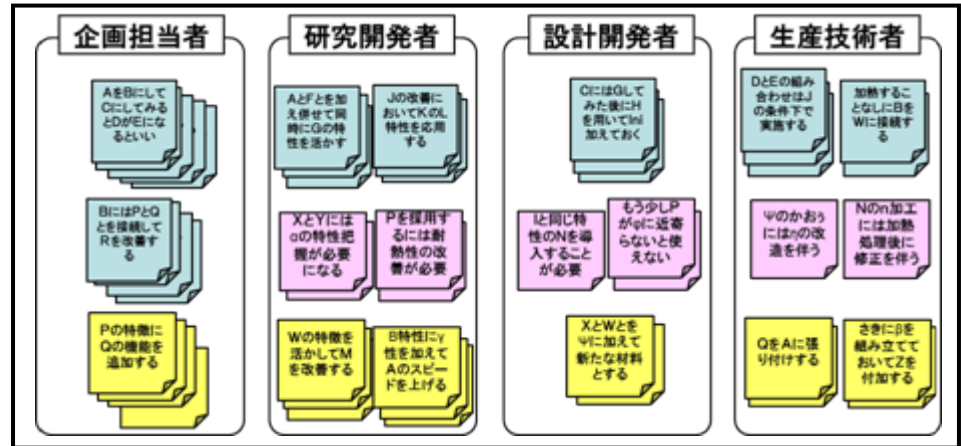 企画担当者
AをBにして
CにしてみるとDがEになるといい
BにはPとQ
とを接続して
Rを改善する
Pの特徴に
Qの機能を
追加する
研究開発者
AとFとを加
え併せて同
時にGの特
性を活かす
Jの改善に
おいてKのL
特性を応用
する
XとYには
αの特性把
握が必要
になる
Pを採用す
るには耐
熱性の改
善が必要
Wの特徴を
活かしてM
を改善する
B特性にγ
性を加えて
Aのスピー
ドを上げる
設計開発者
CにはGして
みた後にH
を用いてIni
加えておく
Iと同じ特
性のNを導
入すること
が必要
もう少しP
がφに近寄
らないと使
えない
XとWとを
Ψに加えて
新たな材料
とする
生産技術者
DとEの組み
合わせはJ
の条件下で
実施する
加熱するこ
となしにBを
Wに接続す
る
Ψのかおぅ
にはηの改
造を伴う
Nのn加工
には加熱
処理後に
修正を伴う
QをAに張
り付けする
さきにβを
組み立てて
おいてZを
付加する